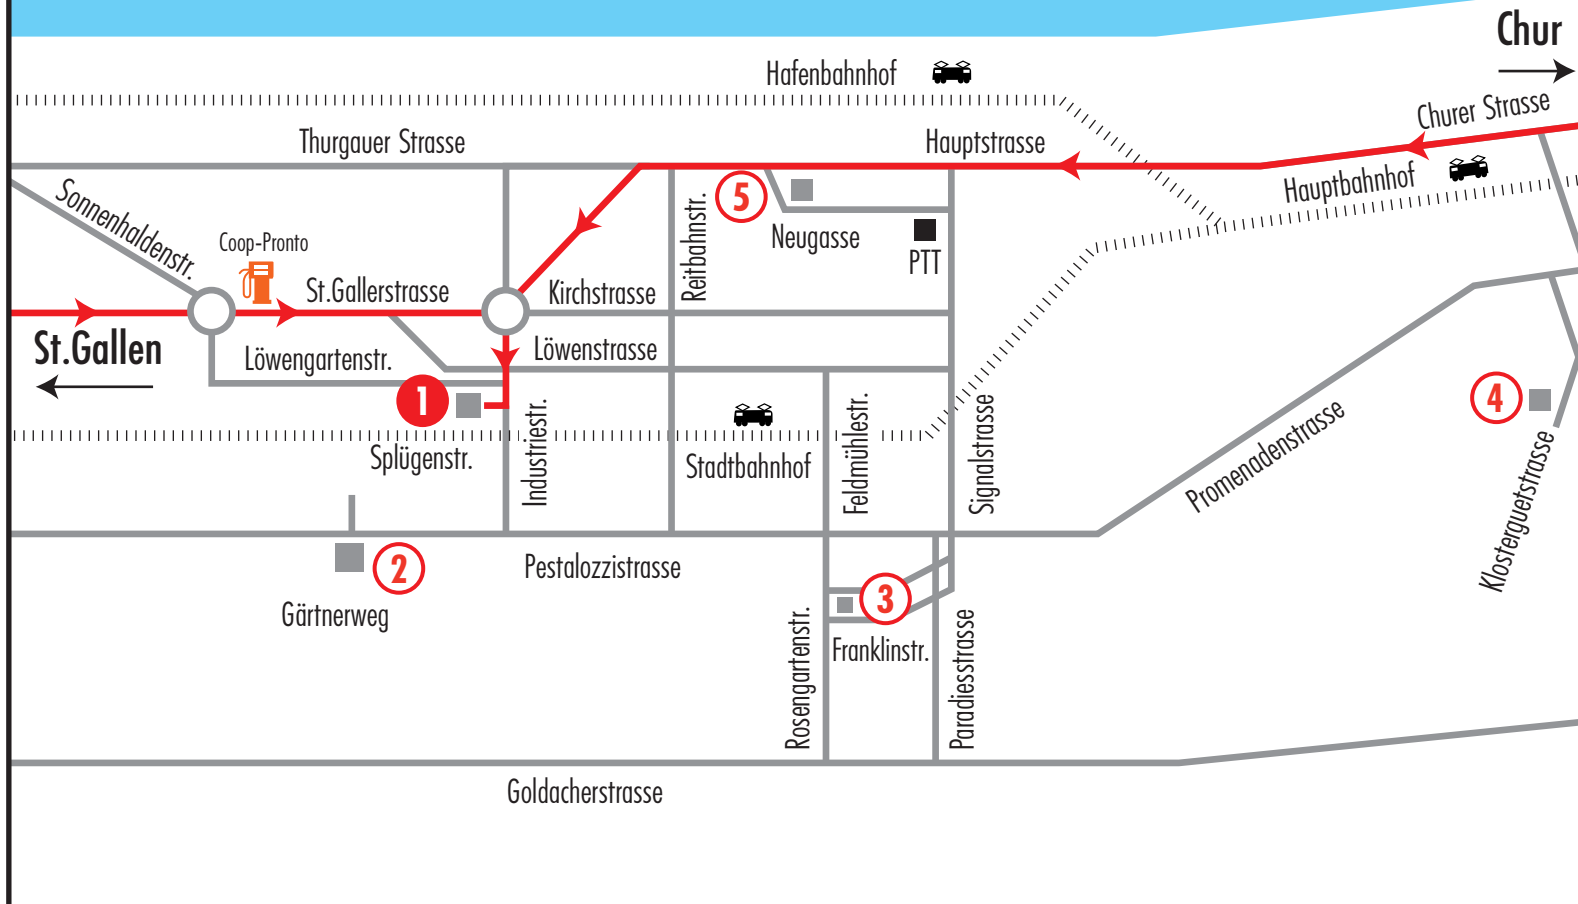 Chur
Hafenbahnhof
Churer Strasse
Thurgauer Strasse
Hauptstrasse
Hauptbahnhof
Sonnenhaldenstr.
5
Reitbahnstr.
Neugasse
Coop-Pronto
PTT
St.Gallerstrasse
Kirchstrasse
St.Gallen
Löwengartenstr.
Löwenstrasse
1
4
Splügenstr.
Industriestr.
Stadtbahnhof
Feldmühlestr.
Signalstrasse
Promenadenstrasse
Klosterguetstrasse
2
Pestalozzistrasse
3
Gärtnerweg
Rosengartenstr.
Franklinstr.
Paradiesstrasse
Goldacherstrasse